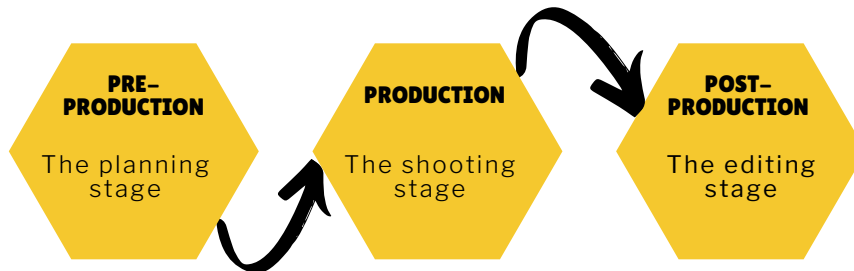 PRE-
PRODUCTION
The planning
stage
PRODUCTION
The shooting
stage
POST-
PRODUCTION
The editing
stage